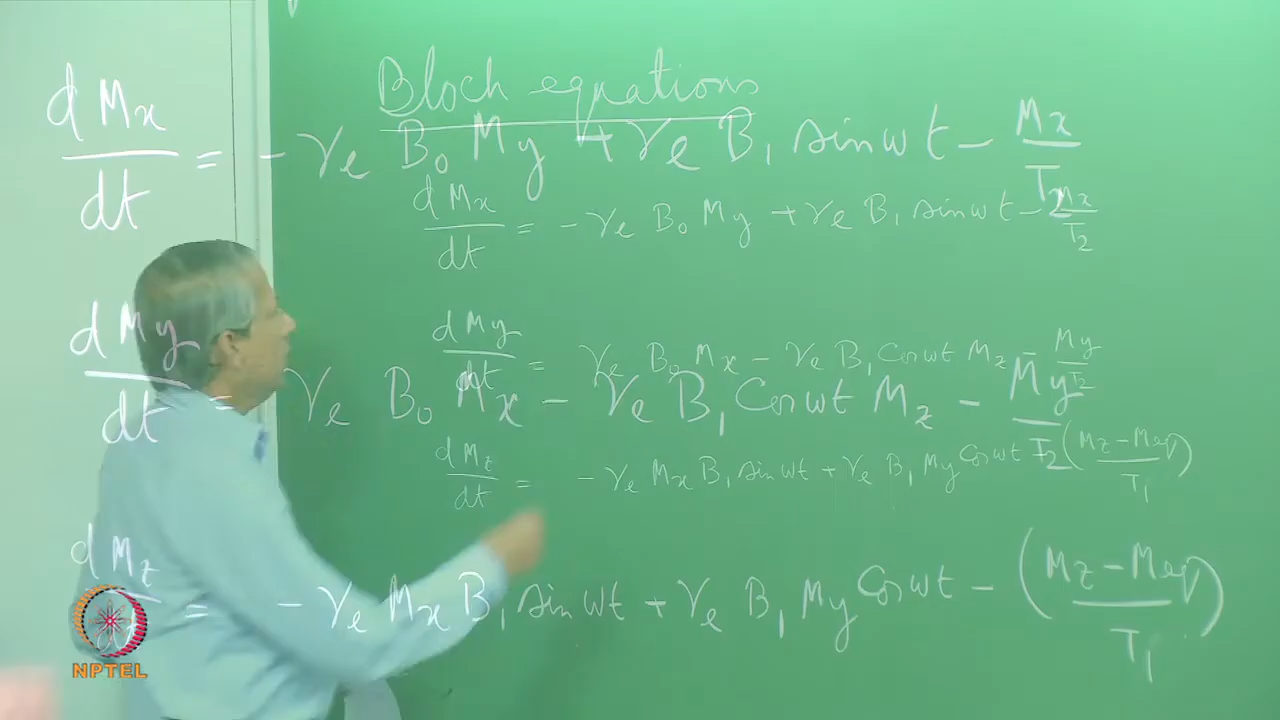 Bloch equations
dMx/dt = - γe B₀ My + γe B₁ sin ωt - Mx/T₂
dMx/dt = - γe B₀ My + γe B₁ sin ωt - Mx/T₂
dMy/dt = γe B₀ Mx - γe B₁ Cos ωt Mz - My/T₂
dMy/dt = γe B₀ Mx - γe B₁ Cos ωt Mz - My/T₂
dMz/dt = - γe Mx B₁ sin ωt + γe B₁ My Cos ωt - (Mz - Meq)/T₁
dMz/dt = - γe Mx B₁ sin ωt + γe B₁ My Cos ωt - (Mz - Meq)/T₁
NPTEL